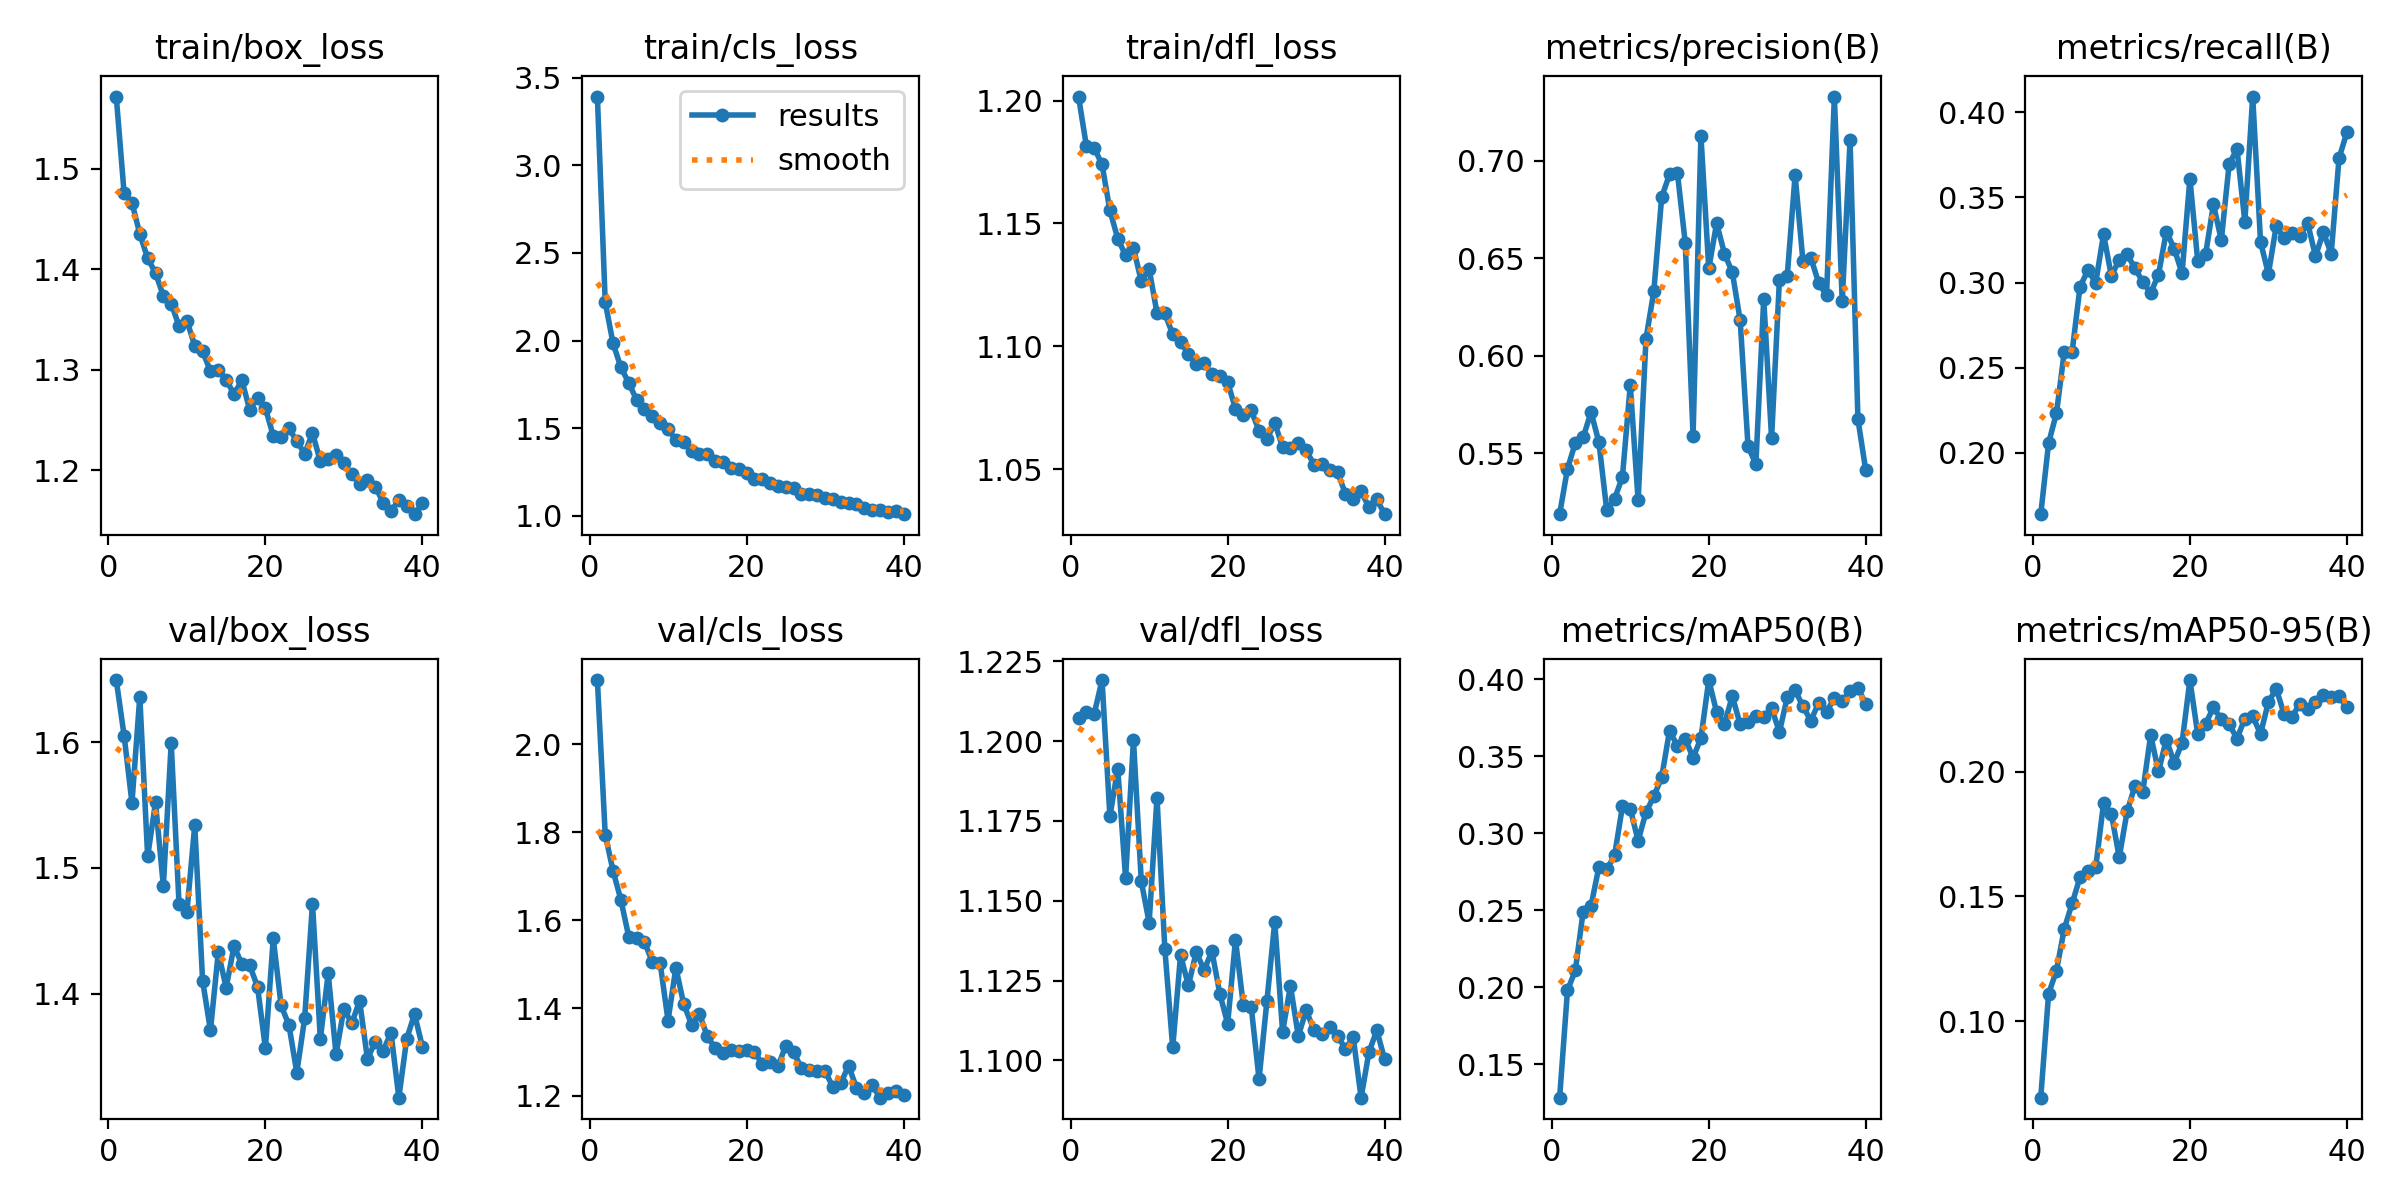 train/box_loss
train/cls_loss
train/dfl_loss
metrics/precision(B)
metrics/recall(B)
1.5
1.4
1.3
1.2
0 20 40
3.5
3.0
2.5
2.0
1.5
1.0
0 20 40
results
smooth
1.20
1.15
1.10
1.05
0 20 40
0.70
0.65
0.60
0.55
0 20 40
0.40
0.35
0.30
0.25
0.20
0 20 40
val/box_loss
val/cls_loss
val/dfl_loss
metrics/mAP50(B)
metrics/mAP50-95(B)
1.6
1.5
1.4
0 20 40
2.0
1.8
1.6
1.4
1.2
0 20 40
1.225
1.200
1.175
1.150
1.125
1.100
0 20 40
0.40
0.35
0.30
0.25
0.20
0.15
0 20 40
0.20
0.15
0.10
0 20 40